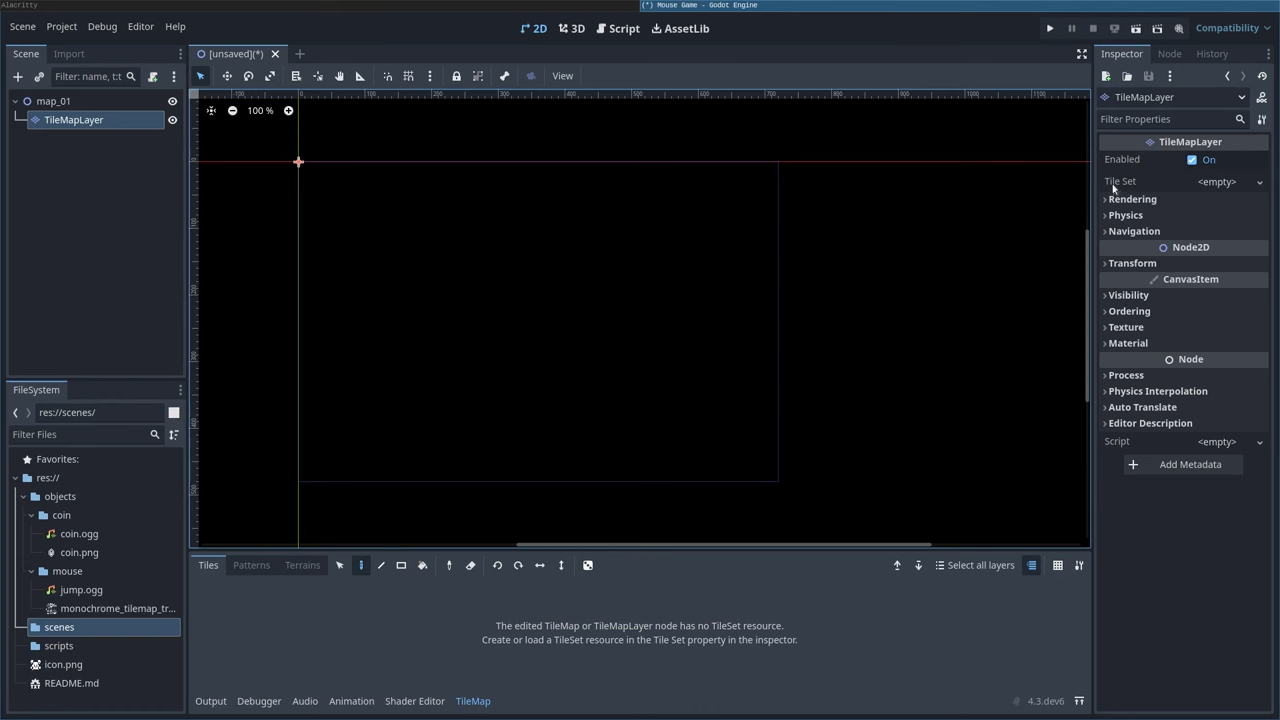 Alacritty
(*) Mouse Game - Godot Engine
Scene Project Debug Editor Help
2D 3D Script AssetLib
Compatibility
Scene Import
[unsaved](*)
Inspector Node History
Filter: name, t:t
View
map_01
TileMapLayer
100 %
TileMapLayer
Filter Properties
TileMapLayer
Enabled On
Tile Set <empty>
Rendering
Physics
Navigation
Node2D
Transform
CanvasItem
Visibility
Ordering
Texture
Material
Node
Process
Physics Interpolation
Auto Translate
Editor Description
Script <empty>
Add Metadata
FileSystem
res://scenes/
Filter Files
Favorites:
res://
objects
coin
coin.ogg
coin.png
mouse
jump.ogg
monochrome_tilemap_tr...
scenes
scripts
icon.png
README.md
Tiles Patterns Terrains
Select all layers
The edited TileMap or TileMapLayer node has no TileSet resource.
Create or load a TileSet resource in the Tile Set property in the inspector.
Output Debugger Audio Animation Shader Editor TileMap
4.3.dev6